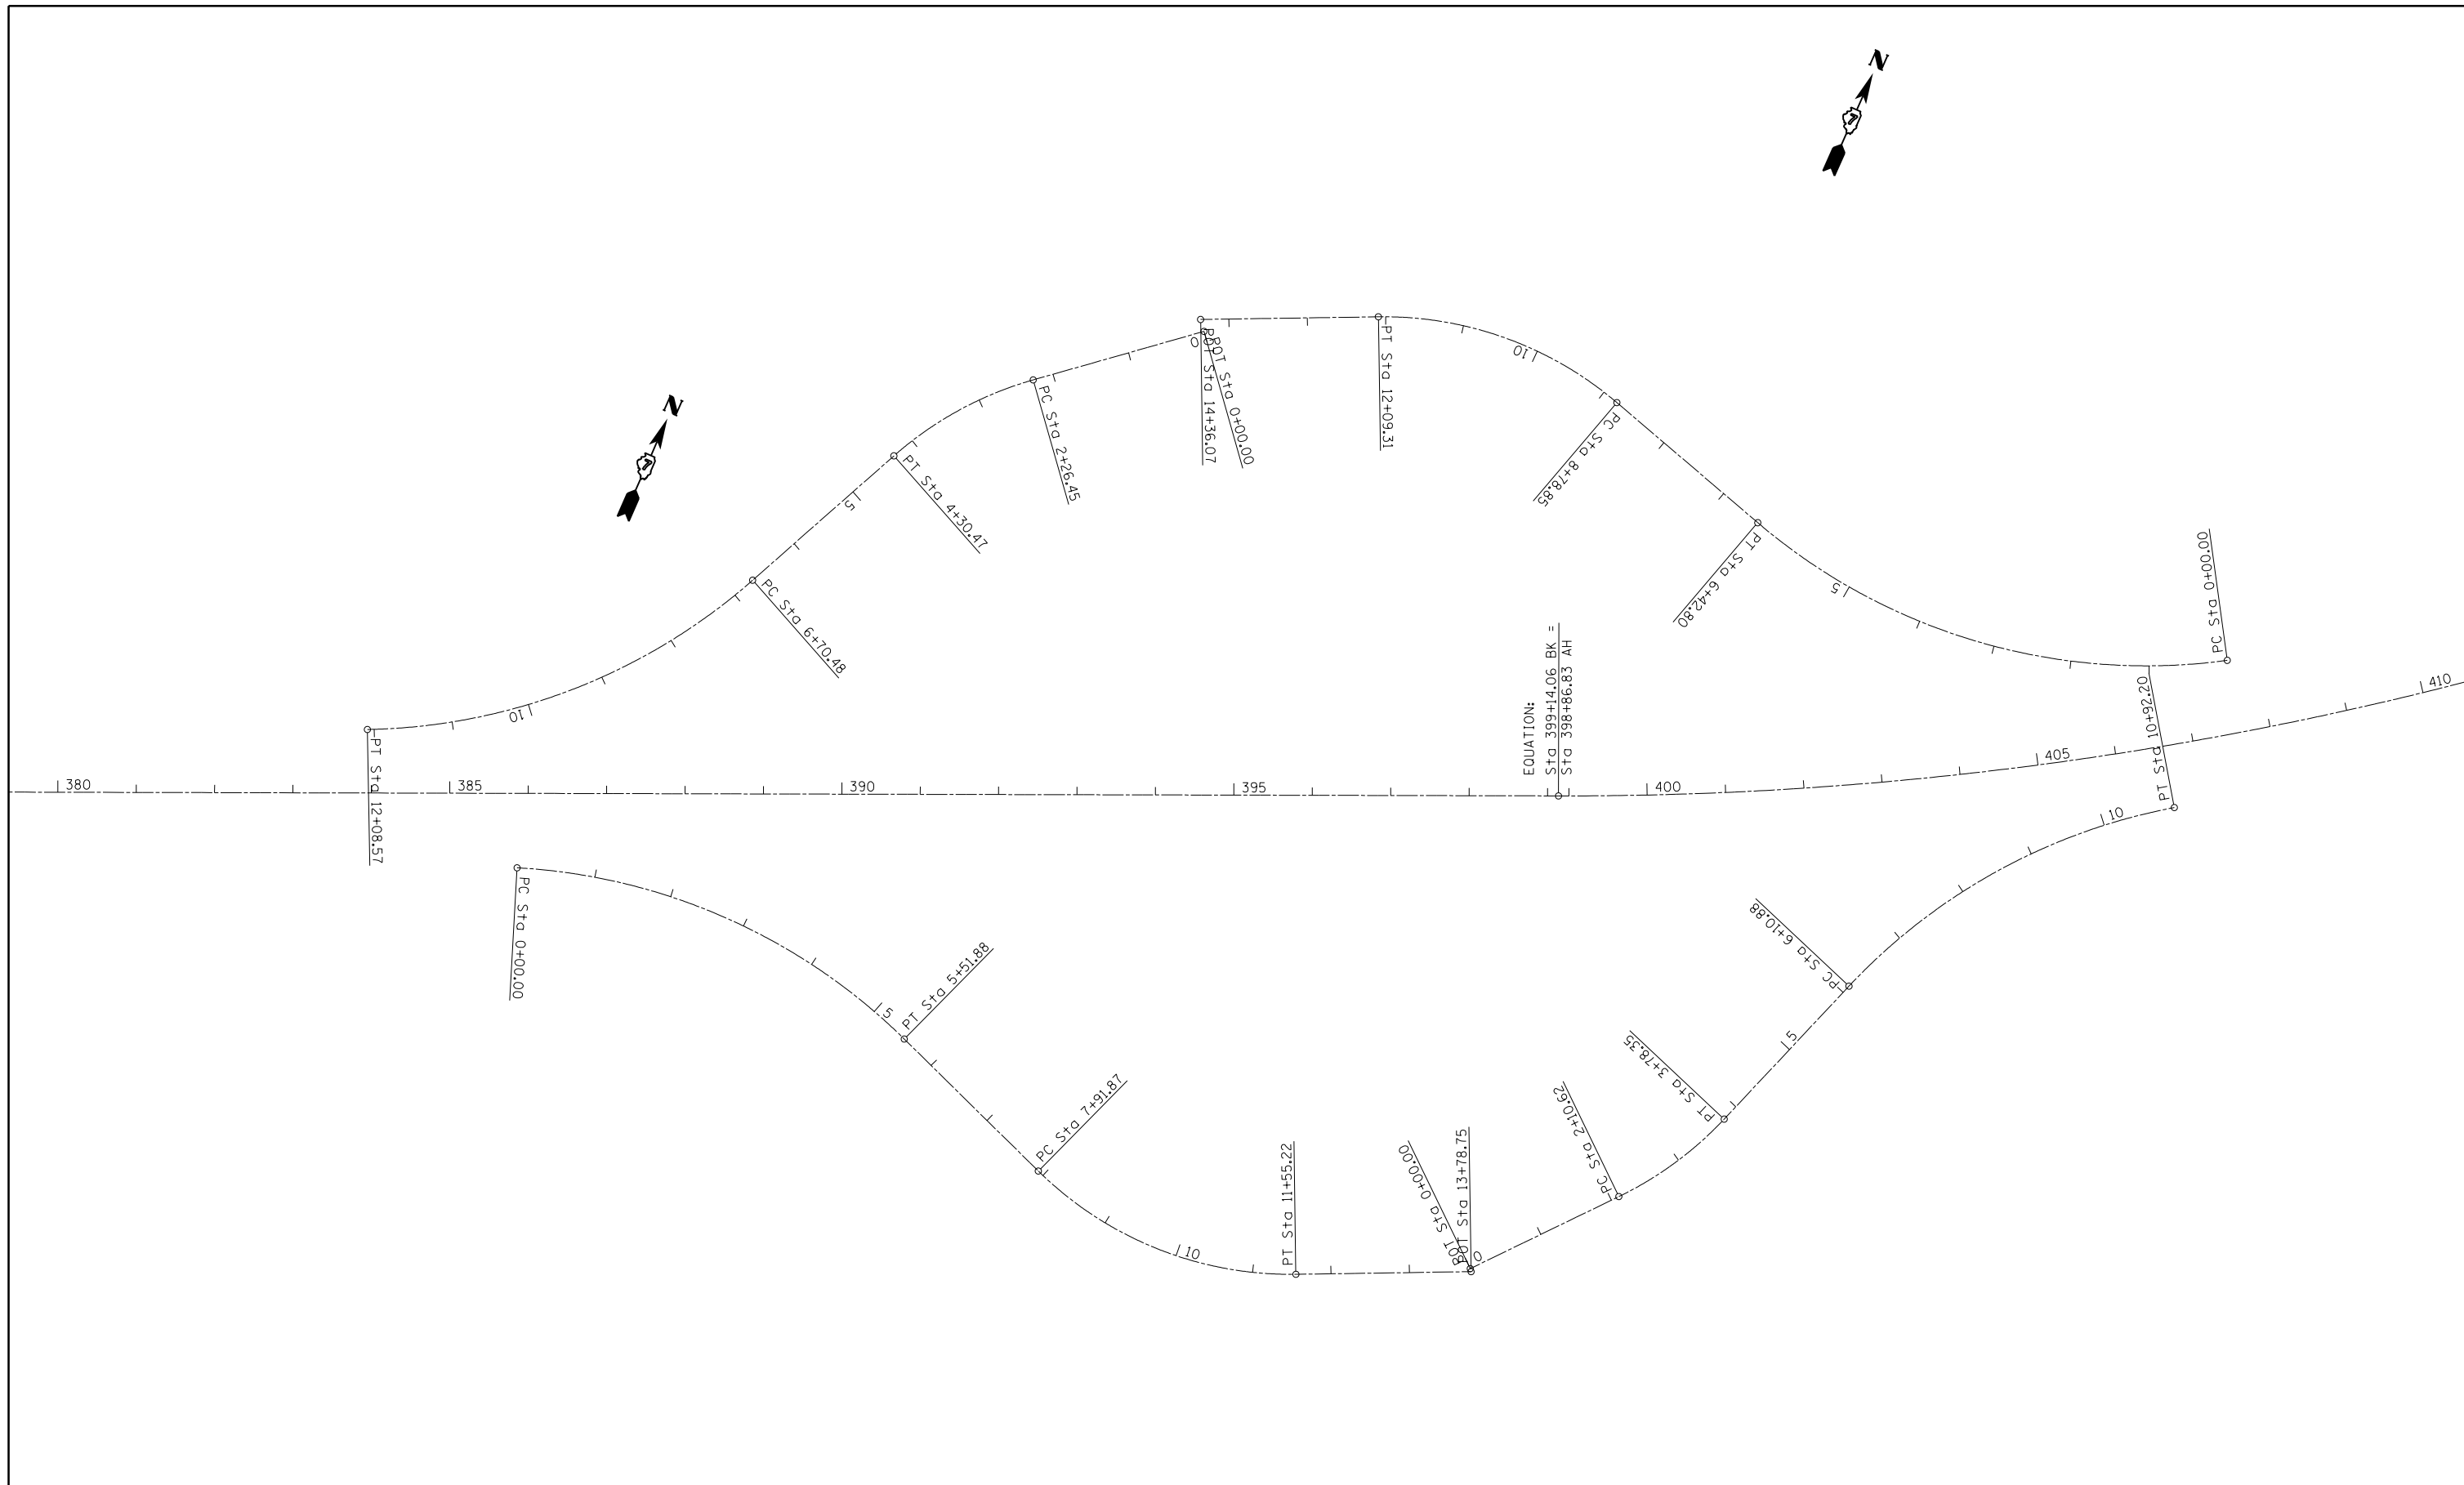 N
7
N
7
0
POT Sta 14+36.07
POT Sta 0+00.00
PT Sta 12+09.31
10
PC Sta 8+78.85
PC Sta 2+26.45
PT Sta 4+30.47
5
PC Sta 6+70.48
10
PT Sta 12+08.57
PT Sta 6+42.80
5
PC Sta 0+00.00
EQUATION:
Sta 399+14.06 BK =
Sta 398+86.83 AH
380
385
390
395
400
405
410
PT Sta 10+92.20
10
PC Sta 0+00.00
5
PT Sta 5+51.88
PC Sta 7+91.87
10
PT Sta 11+55.22
POT Sta 0+00.00
POT Sta 13+78.75
0
PC Sta 2+10.62
PT Sta 3+78.35
5
PC Sta 6+10.88